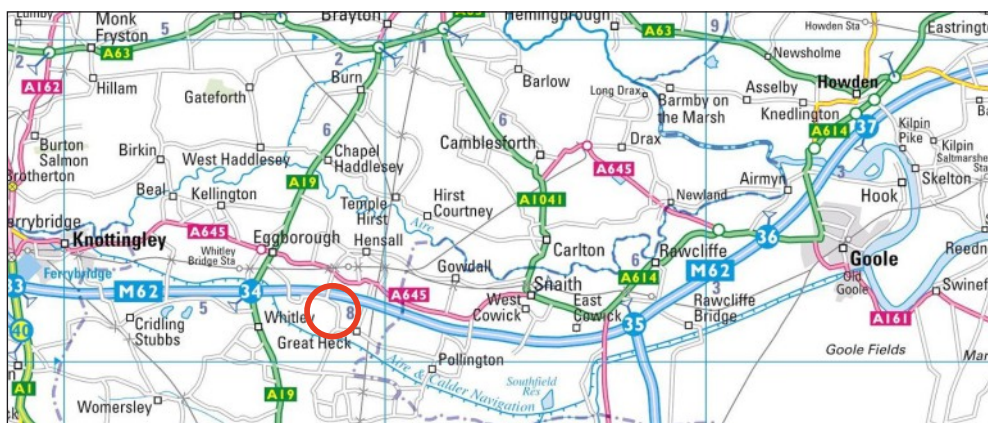 Monk
Fryston
5
A63
2
Brayton
2
1
Hemingbrough
A63
9
Howden Sta
Newsholme
Eastrington
A162
Hillam
Gateforth
Burn
Barlow
Long Drax
Barmby on
the Marsh
Asselby
Knedlington
Howden
6
6
Drax
A614
37
Kilpin
Pike
Kilpin
Saltmarshe
Sta
Burton
Salmon
Brotherton
Birkin
West Haddlesey
Chapel
Haddlesey
Camblesforth
A645
Airmyn
3
Skelton
Hook
Beal
Kellington
A19
Temple
Hirst
Hirst
Courtney
A1041
Newland
Aire
Knottingley
A645
Whitley
Bridge Sta
Eggborough
Hensall
Carlton
6
Rawcliffe
36
Goole
Old
Goole
Ferrybridge
Gowdall
A614
M62
33
M62
5
34
A645
Snaith
3
Rawcliffe
Bridge
A161
40
Cridling
Stubbs
Whitley
8
Great Heck
West
Cowick
East
Cowick
35
Goole Fields
Pollington
A1
Womersley
A19
Aire & Calder Navigation
Southfield
Res